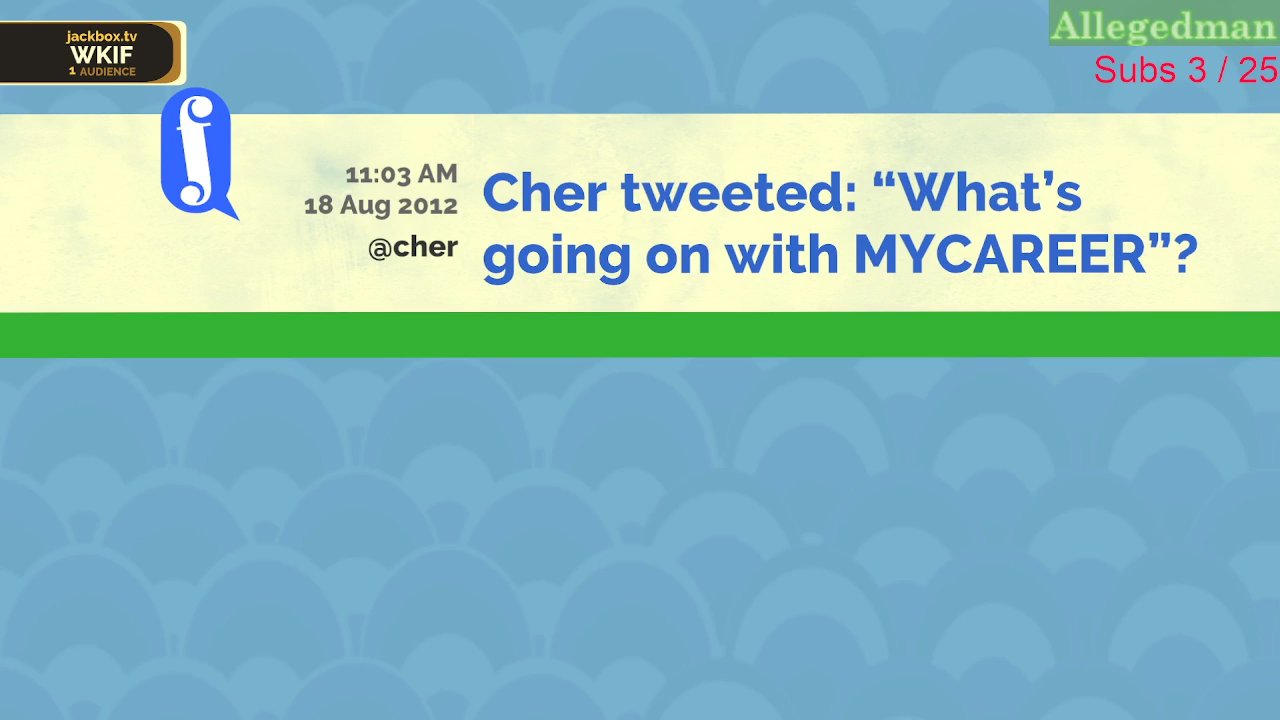 jackbox.tv
WKIF
1 AUDIENCE
Allegedman
Subs 3 / 25
f
11:03 AM
18 Aug 2012
@cher
Cher tweeted: “What’s
going on with MYCAREER”?